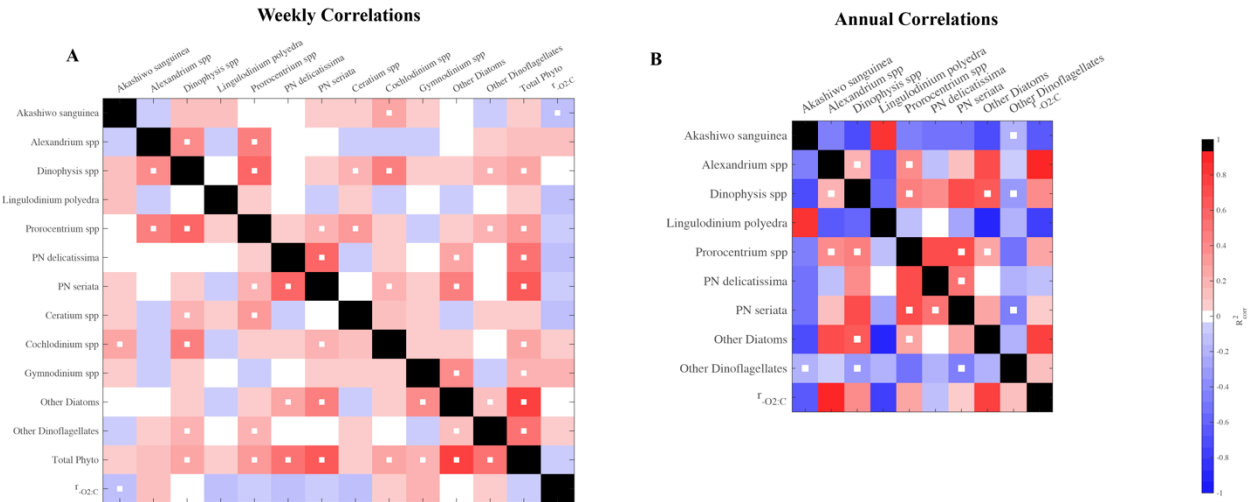 Weekly Correlations
A
Akashiwo sanguinea
Alexandrium spp
Dinophysis spp
Lingulodinium polyedra
Prorocentrium spp
PN delicatissima
PN seriata
Ceratium spp
Cochlodinium spp
Gymnodinium spp
Other Diatoms
Other Dinoflagellates
Total Phyto
r-O2:C
Akashiwo sanguinea
Alexandrium spp
Dinophysis spp
Lingulodinium polyedra
Prorocentrium spp
PN delicatissima
PN seriata
Ceratium spp
Cochlodinium spp
Gymnodinium spp
Other Diatoms
Other Dinoflagellates
Total Phyto
r-O2:C
Annual Correlations
B
Akashiwo sanguinea
Alexandrium spp
Dinophysis spp
Lingulodinium polyedra
Prorocentrium spp
PN delicatissima
PN seriata
Other Diatoms
Other Dinoflagellates
r-O2:C
Akashiwo sanguinea
Alexandrium spp
Dinophysis spp
Lingulodinium polyedra
Prorocentrium spp
PN delicatissima
PN seriata
Other Diatoms
Other Dinoflagellates
r-O2:C
1
0.8
0.6
0.4
0.2
0
-0.2
-0.4
-0.6
-0.8
-1
R²corr